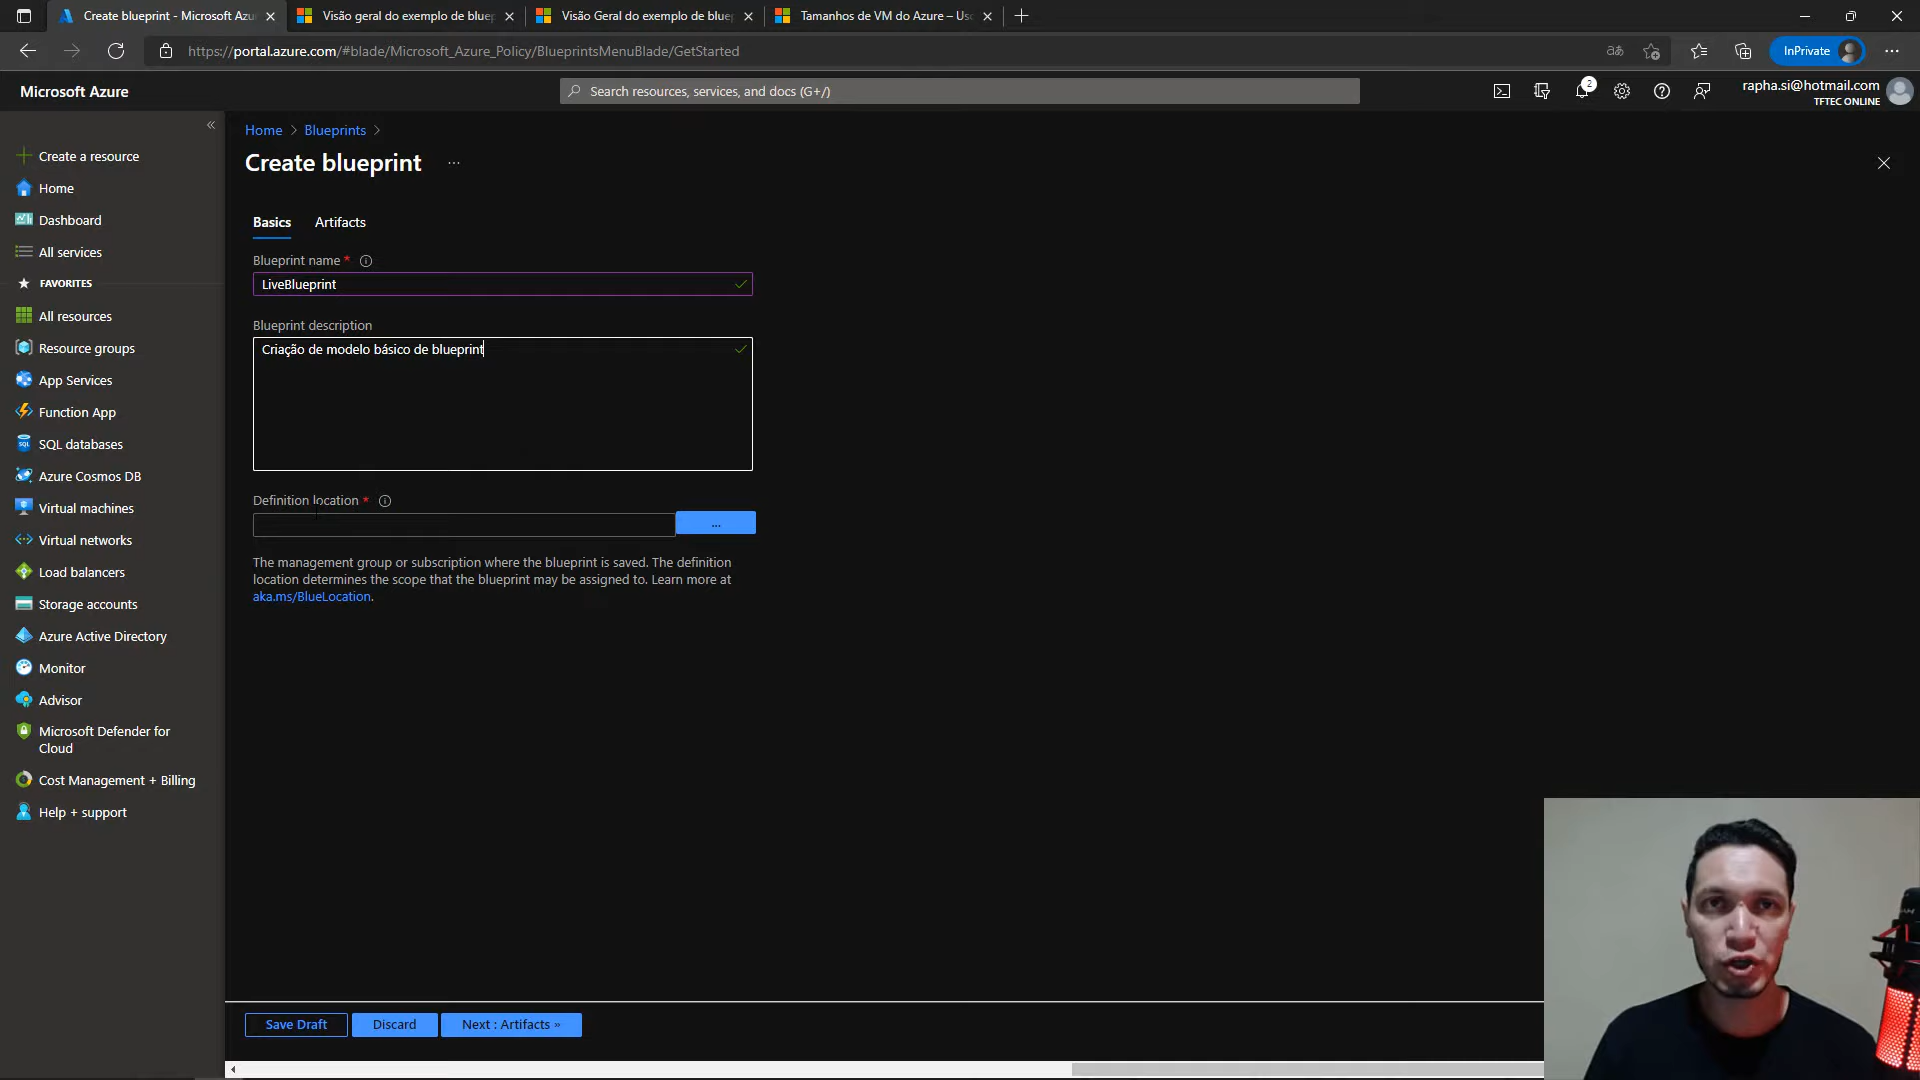 Create blueprint - Microsoft Azu
Visão geral do exemplo de bluep
Visão Geral do exemplo de blue
Tamanhos de VM do Azure – Us
https://portal.azure.com/#blade/Microsoft_Azure_Policy/BlueprintsMenuBlade/GetStarted
InPrivate
Microsoft Azure
Search resources, services, and docs (G+/)
2
rapha.si@hotmail.com
TFTEC ONLINE
Create a resource
Home
Dashboard
All services
FAVORITES
All resources
Resource groups
App Services
Function App
SQL databases
Azure Cosmos DB
Virtual machines
Virtual networks
Load balancers
Storage accounts
Azure Active Directory
Monitor
Advisor
Microsoft Defender for
Cloud
Cost Management + Billing
Help + support
Home > Blueprints >
Create blueprint ...
Basics
Artifacts
Blueprint name *
LiveBlueprint
Blueprint description
Criação de modelo básico de blueprint
Definition location *
...
The management group or subscription where the blueprint is saved. The definition
location determines the scope that the blueprint may be assigned to. Learn more at
aka.ms/BlueLocation.
Save Draft
Discard
Next : Artifacts »